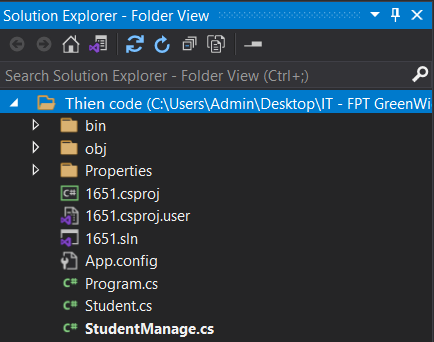 Solution Explorer - Folder View
Search Solution Explorer - Folder View (Ctrl+;)
Thien code (C:\Users\Admin\Desktop\IT - FPT GreenWi
bin
obj
Properties
1651.csproj
1651.csproj.user
1651.sln
App.config
C# Program.cs
C# Student.cs
C# StudentManage.cs